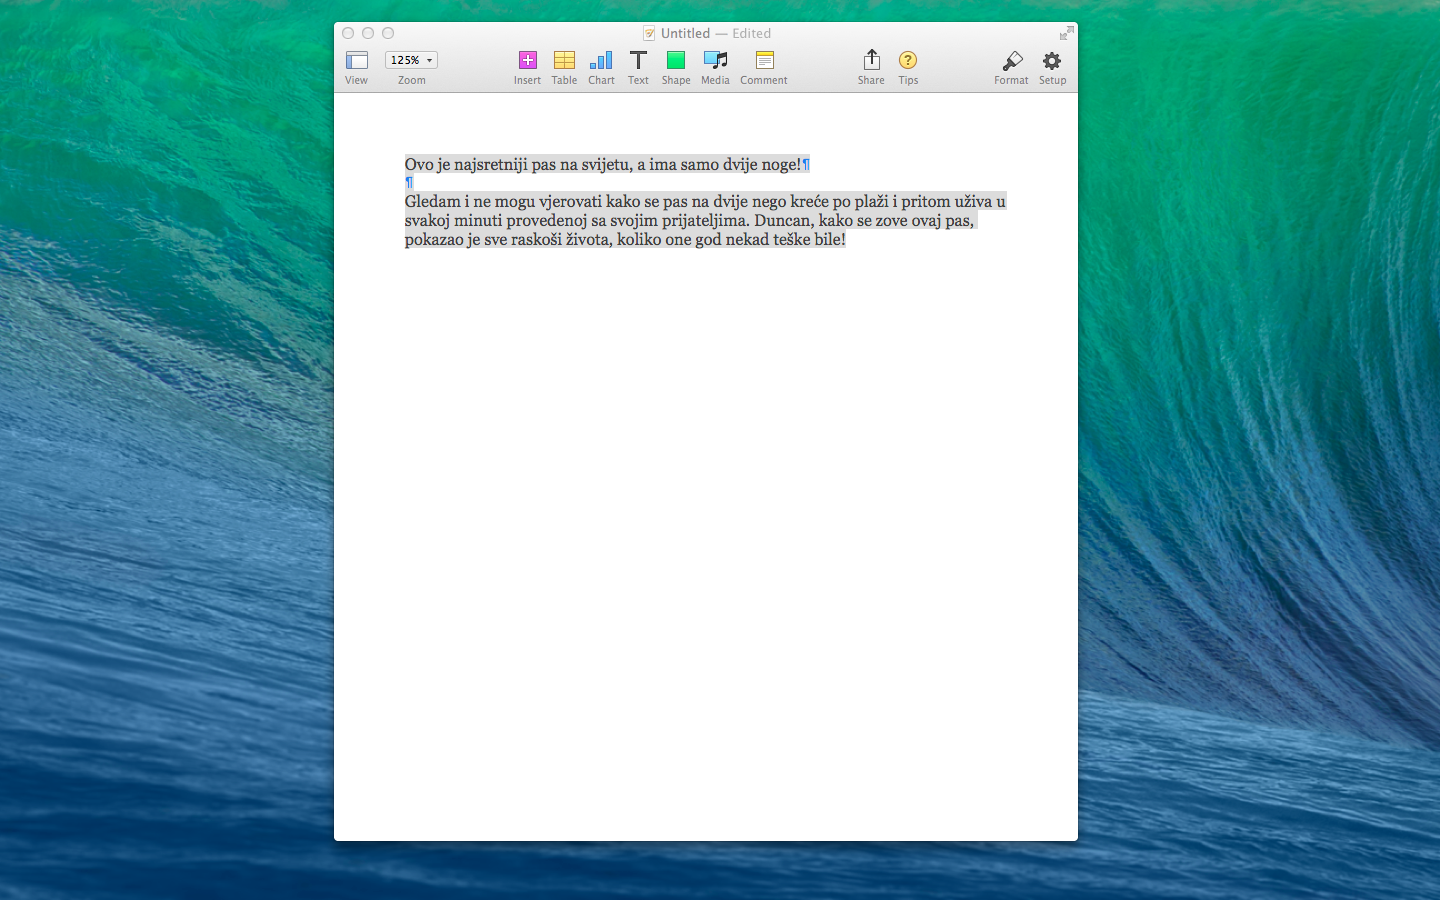 Untitled — Edited
125%
View Zoom Insert Table Chart Text Shape Media Comment Share Tips Format Setup
Ovo je najsretniji pas na svijetu, a ima samo dvije noge!¶
¶
Gledam i ne mogu vjerovati kako se pas na dvije nego kreće po plaži i pritom uživa u
svakoj minuti provedenoj sa svojim prijateljima. Duncan, kako se zove ovaj pas,
pokazao je sve raskoši života, koliko one god nekad teške bile!